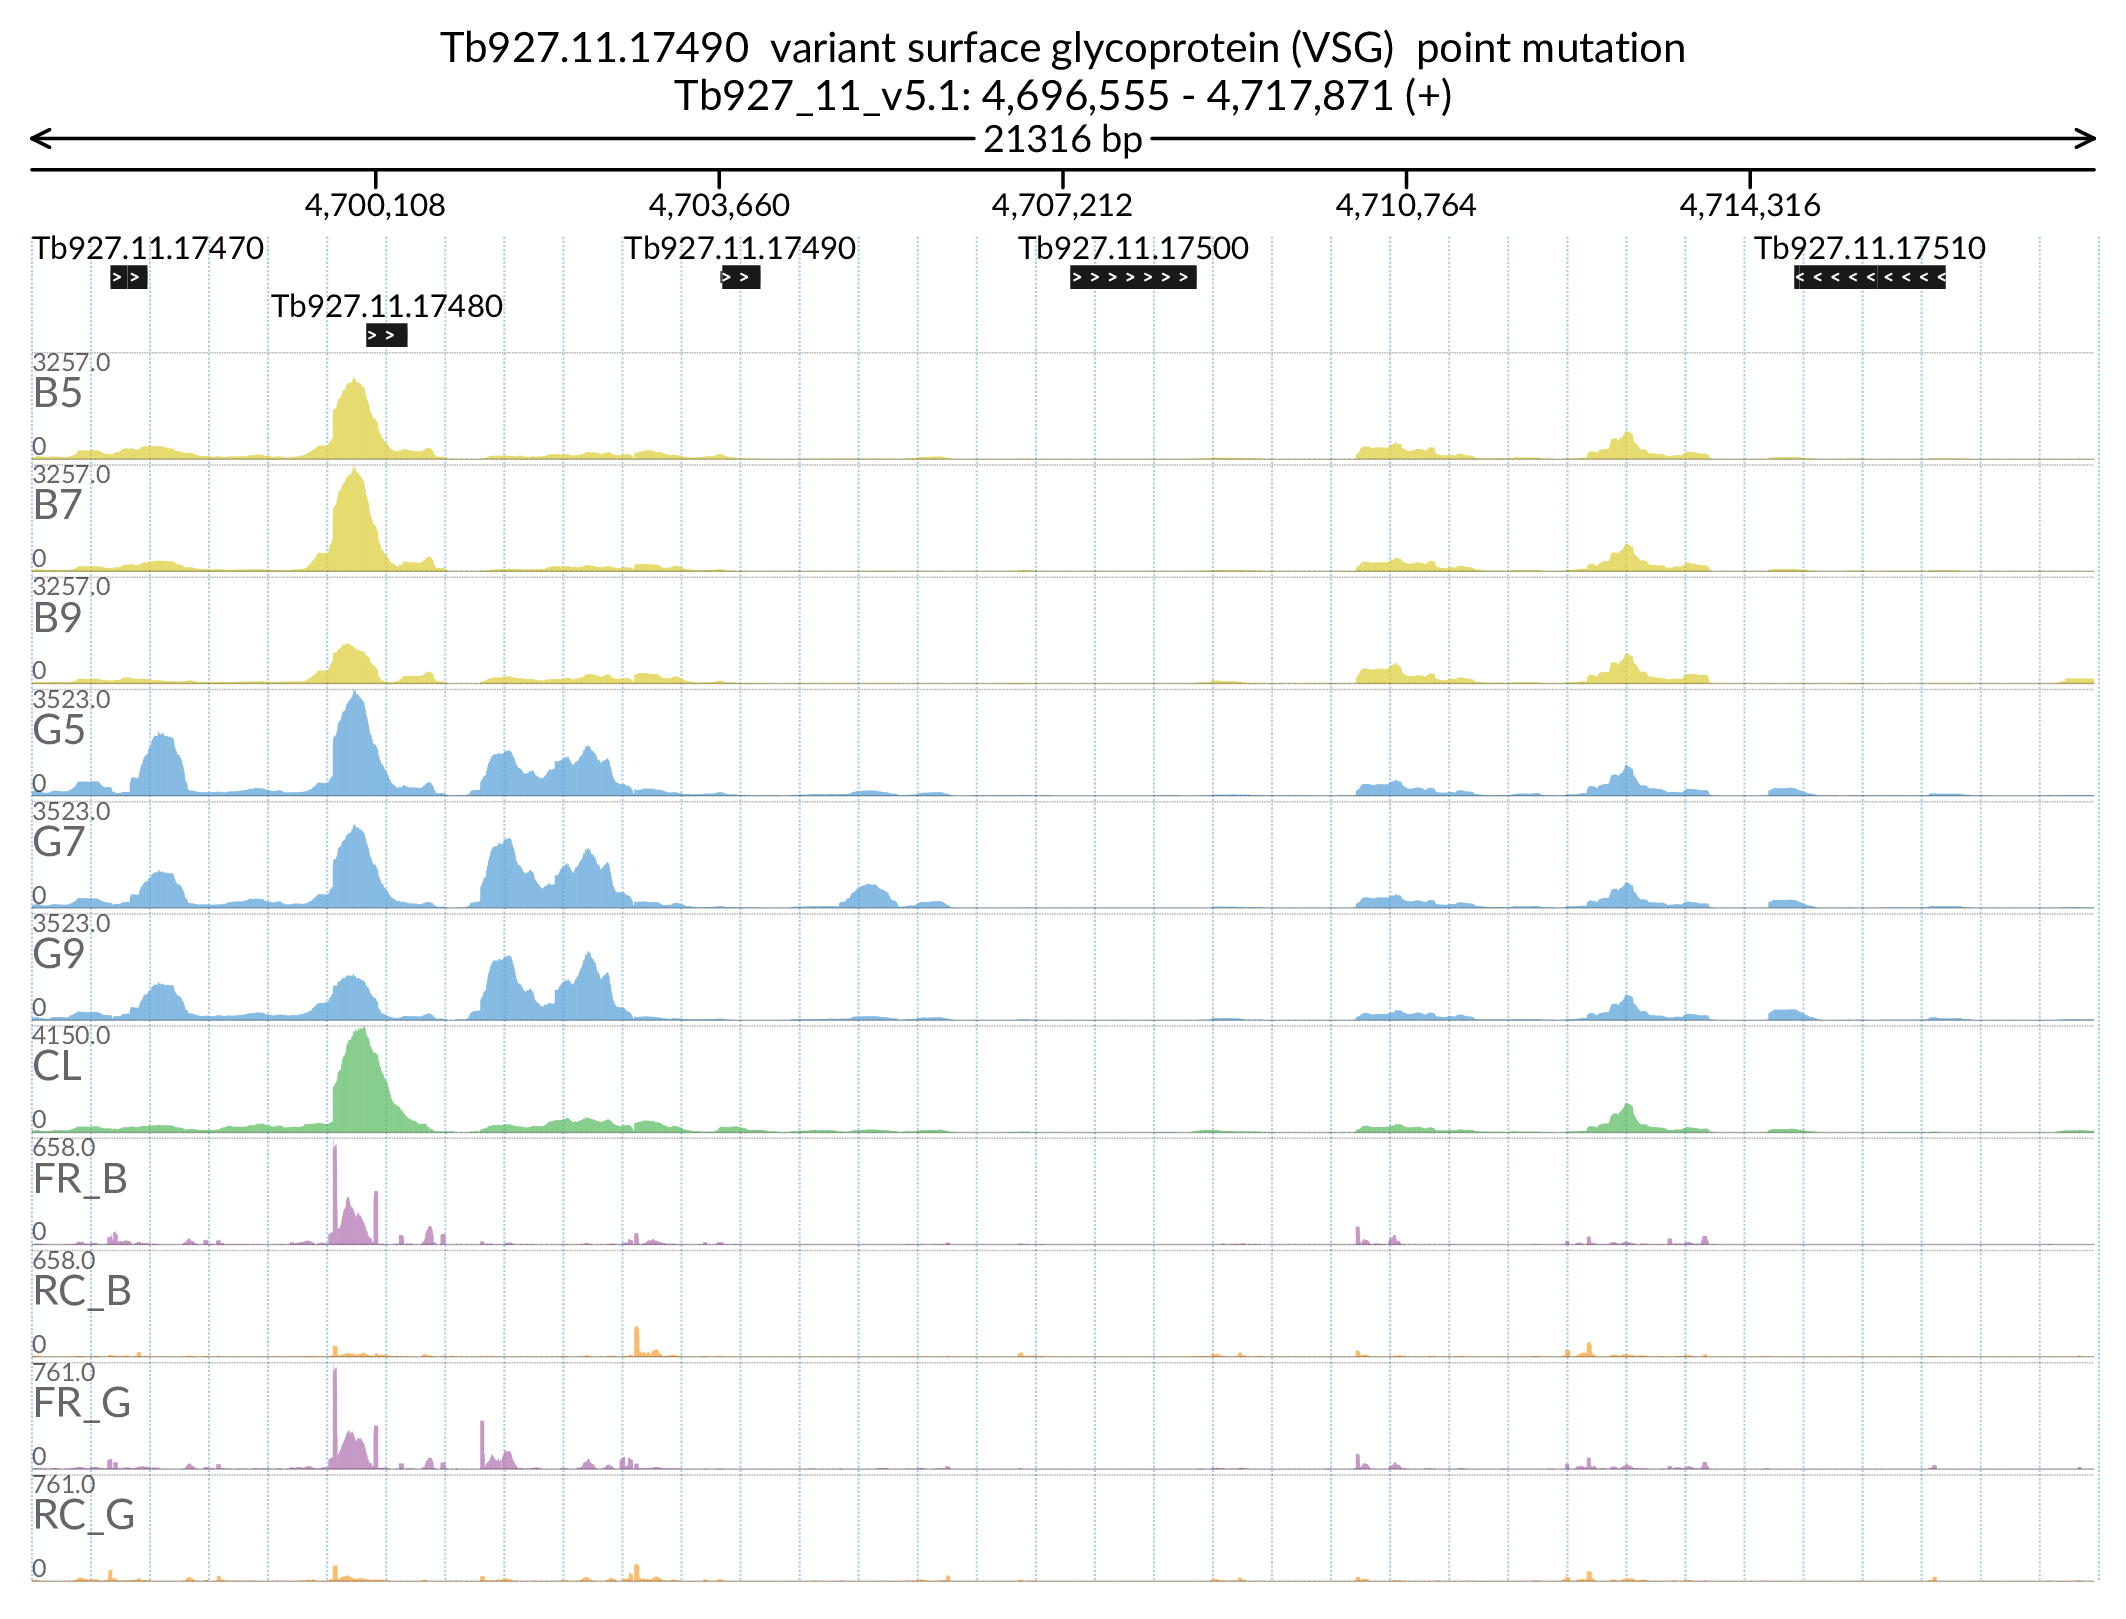 Tb927.11.17490  variant surface glycoprotein (VSG)  point mutation
Tb927_11_v5.1: 4,696,555 - 4,717,871 (+)
21316 bp
4,700,108 4,703,660 4,707,212 4,710,764 4,714,316
Tb927.11.17470 Tb927.11.17490 Tb927.11.17500 Tb927.11.17510
Tb927.11.17480
3257.0
B5
0
3257.0
B7
0
3257.0
B9
0
3523.0
G5
0
3523.0
G7
0
3523.0
G9
0
4150.0
CL
0
658.0
FR_B
0
658.0
RC_B
0
761.0
FR_G
0
761.0
RC_G
0